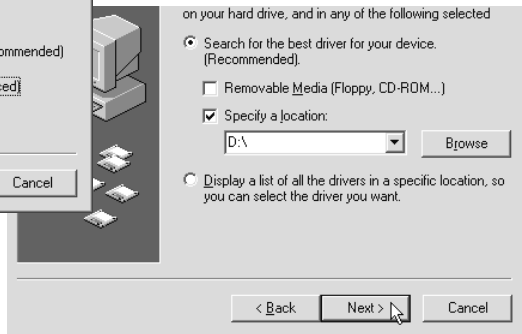 ommended)
ced)
Cancel
on your hard drive, and in any of the following selected
Search for the best driver for your device.
(Recommended).
Removable Media (Floppy, CD-ROM...)
Specify a location:
D:\
Browse
Display a list of all the drivers in a specific location, so
you can select the driver you want.
< Back
Next >
Cancel